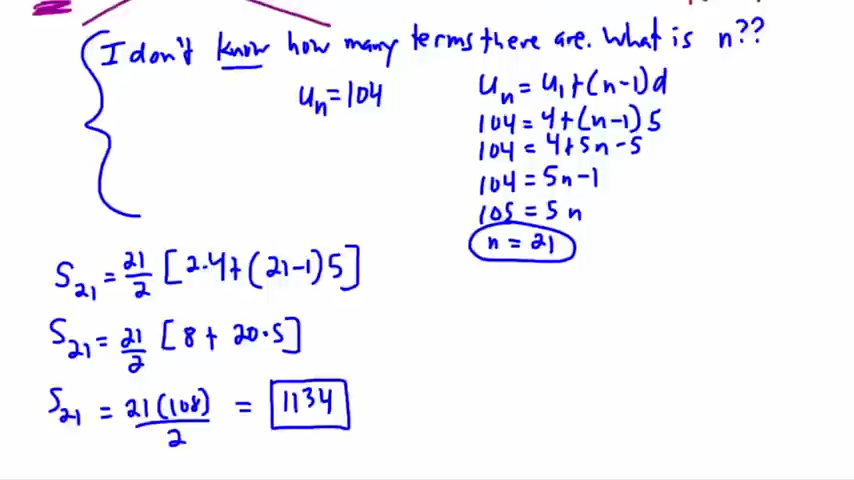 I don't know how many terms there are. What is n??
uₙ = 104
uₙ = u₁ + (n-1)d
104 = 4 + (n-1) 5
104 = 4 + 5n - 5
104 = 5n - 1
105 = 5n
n = 21
S₂₁ = 21/2 [2·4 + (21-1) 5]
S₂₁ = 21/2 [8 + 20·5]
S₂₁ = 21(108)/2 = 1134